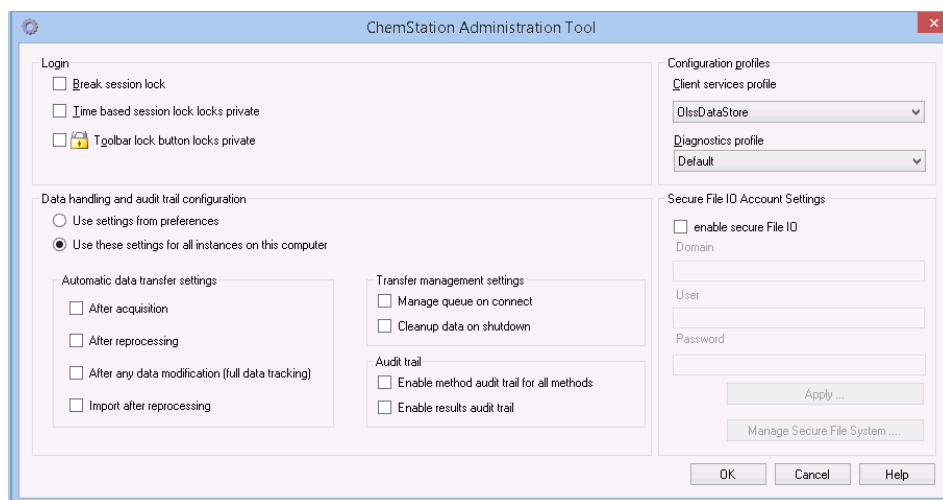 ChemStation Administration Tool
Login
Break session lock
Time based session lock locks private
Toolbar lock button locks private
Configuration profiles
Client services profile
OlssDataStore
Diagnostics profile
Default
Data handling and audit trail configuration
Use settings from preferences
Use these settings for all instances on this computer
Automatic data transfer settings
After acquisition
After reprocessing
After any data modification (full data tracking)
Import after reprocessing
Transfer management settings
Manage queue on connect
Cleanup data on shutdown
Audit trail
Enable method audit trail for all methods
Enable results audit trail
Secure File IO Account Settings
enable secure File IO
Domain
User
Password
Apply ...
Manage Secure File System ....
OK
Cancel
Help